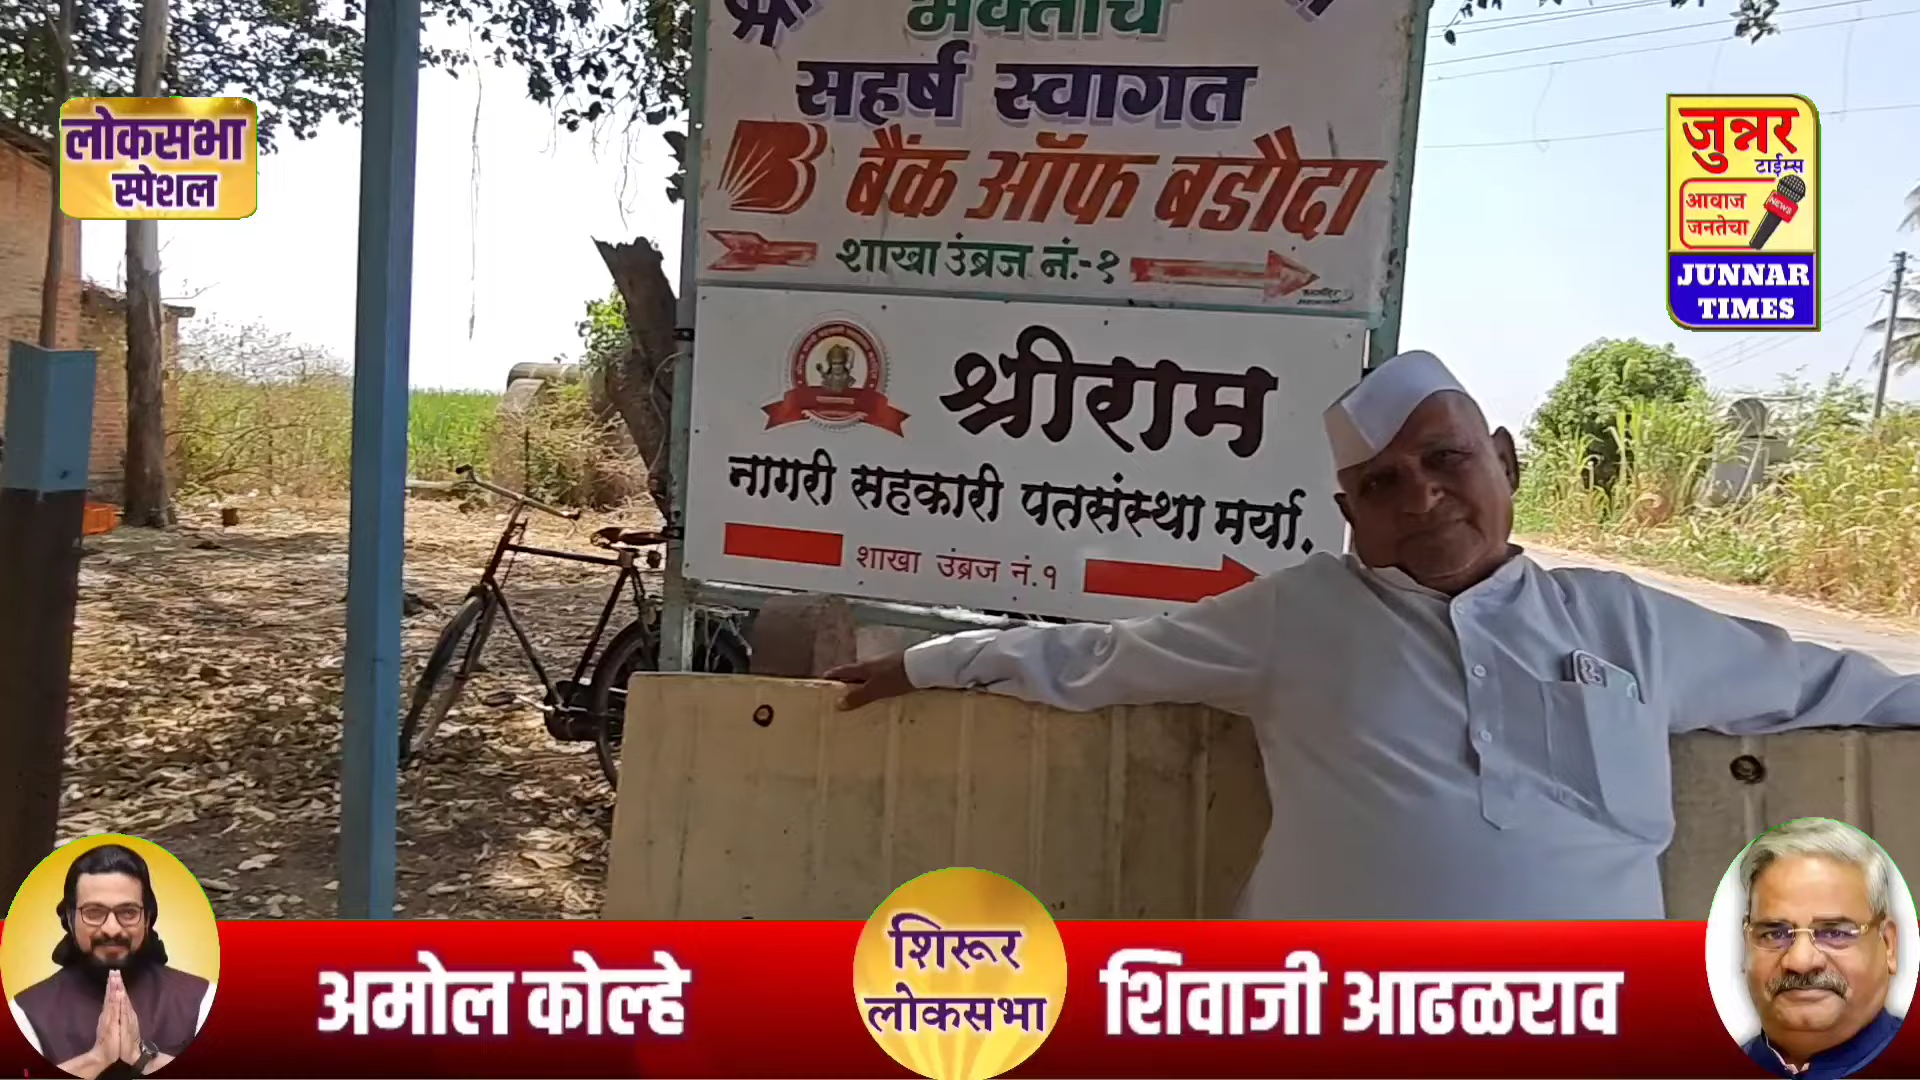 भक्तांचे
सहर्ष स्वागत
बैंक ऑफ बडौदा
शाखा उंब्रज नं.-१
श्रीराम
नागरी सहकारी पतसंस्था मर्या.
शाखा उंब्रज नं.१
लोकसभा
स्पेशल
जुन्नर
टाईम्स
आवाज
जनतेचा
NEWS
JUNNAR
TIMES
अमोल कोल्हे
शिरूर
लोकसभा
शिवाजी आढळराव